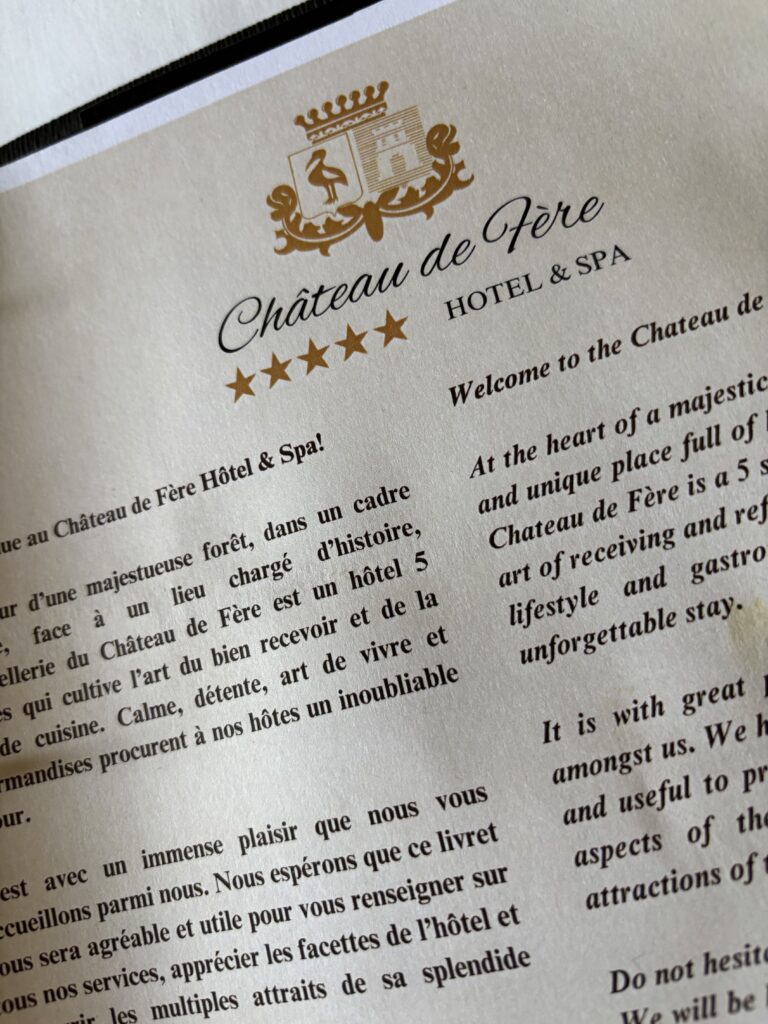 Château de Fère
HOTEL & SPA
ue au Château de Fère Hôtel & Spa!
ur d’une majestueuse forêt, dans un cadre
face à un lieu chargé d’histoire,
ellerie du Château de Fère est un hôtel 5
es qui cultive l’art du bien recevoir et de la
de cuisine. Calme, détente, art de vivre et
rmandises procurent à nos hôtes un inoubliable
our.
est avec un immense plaisir que nous vous
ccueillons parmi nous. Nous espérons que ce livret
ous sera agréable et utile pour vous renseigner sur
tous nos services, apprécier les facettes de l’hôtel et
rir les multiples attraits de sa splendide
Welcome to the Chateau de
At the heart of a majestic
and unique place full of
Chateau de Fère is a 5 s
art of receiving and ref
lifestyle and gastro
unforgettable stay.
It is with great
amongst us. We h
and useful to pr
aspects of the
attractions of t
Do not hesita
We will be